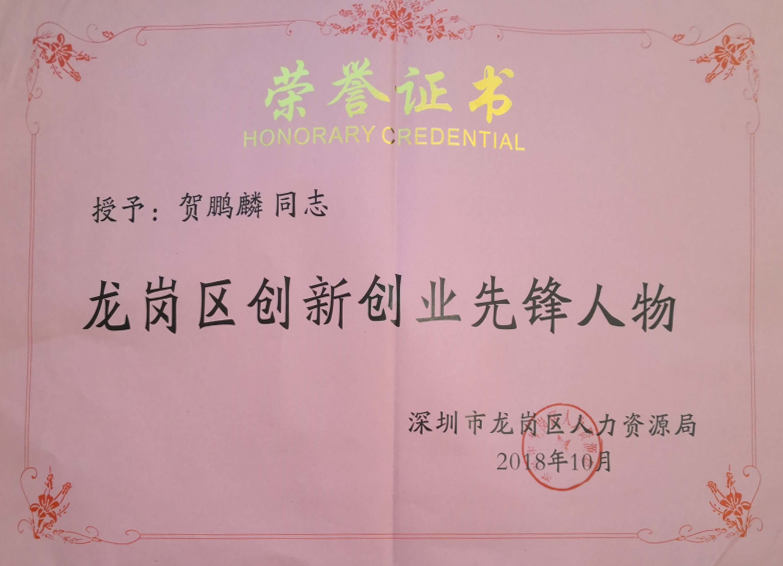 荣誉证书
HONORARY CREDENTIAL
授予：贺鹏麟 同志
龙岗区创新创业先锋人物
深圳市龙岗区人力资源局
2018年10月